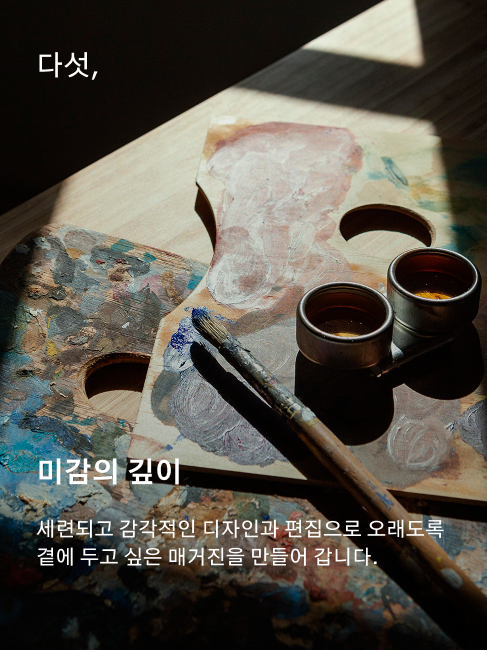 다섯,
미감의 깊이
세련되고 감각적인 디자인과 편집으로 오래도록
곁에 두고 싶은 매거진을 만들어 갑니다.